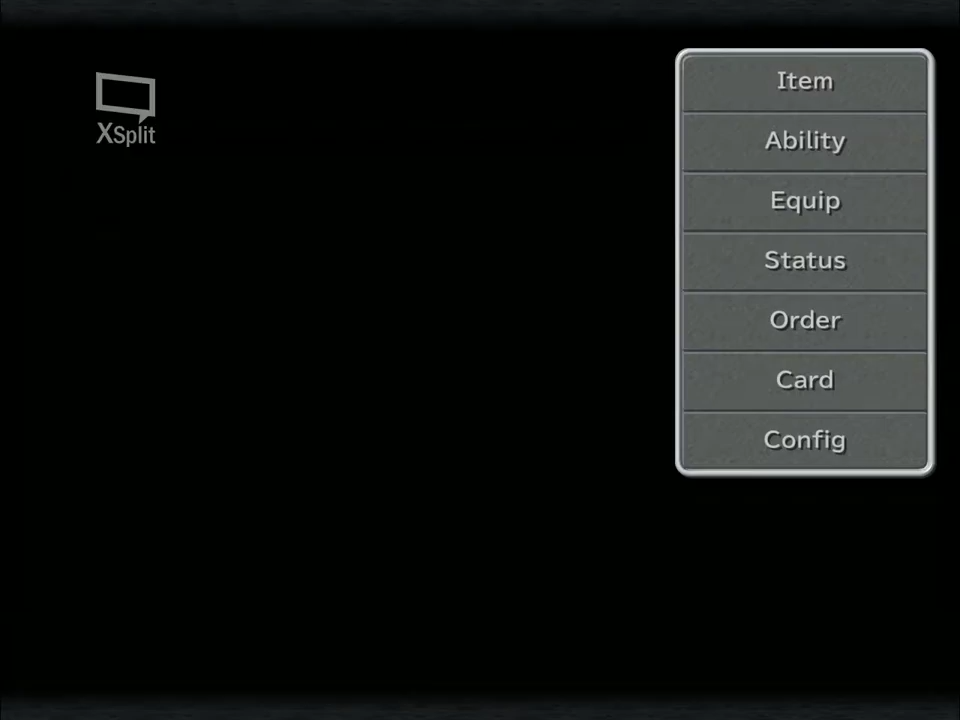 XSplit
Item
Ability
Equip
Status
Order
Card
Config